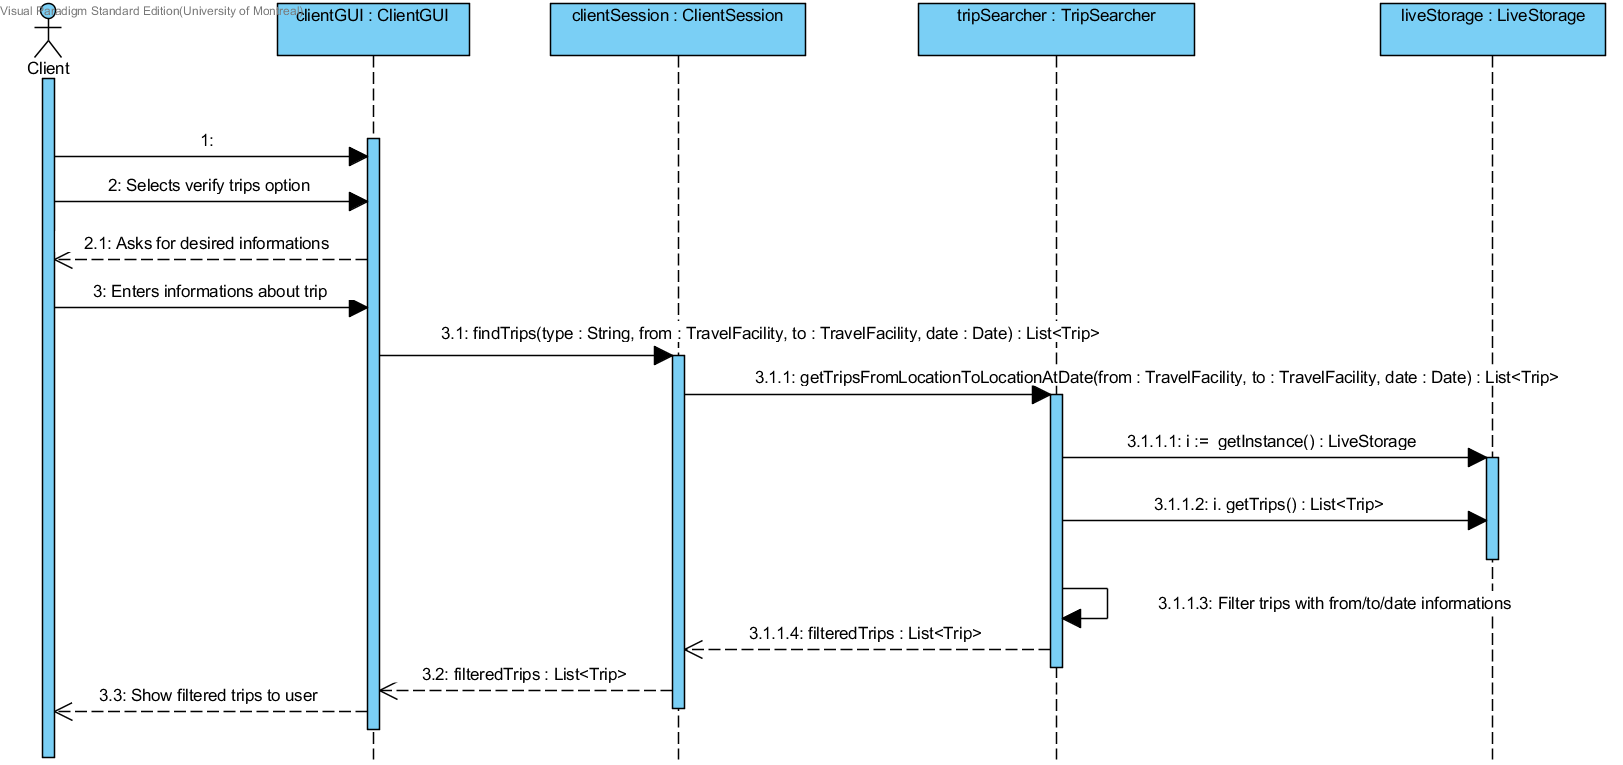 Visual Paradigm Standard Edition(University of Montreal)
clientGUI : ClientGUI
clientSession : ClientSession
tripSearcher : TripSearcher
liveStorage : LiveStorage
Client
1:
2: Selects verify trips option
2.1: Asks for desired informations
3: Enters informations about trip
3.1: findTrips(type : String, from : TravelFacility, to : TravelFacility, date : Date) : List<Trip>
3.1.1: getTripsFromLocationToLocationAtDate(from : TravelFacility, to : TravelFacility, date : Date) : List<Trip>
3.1.1.1: i := getInstance() : LiveStorage
3.1.1.2: i. getTrips() : List<Trip>
3.1.1.3: Filter trips with from/to/date informations
3.1.1.4: filteredTrips : List<Trip>
3.2: filteredTrips : List<Trip>
3.3: Show filtered trips to user